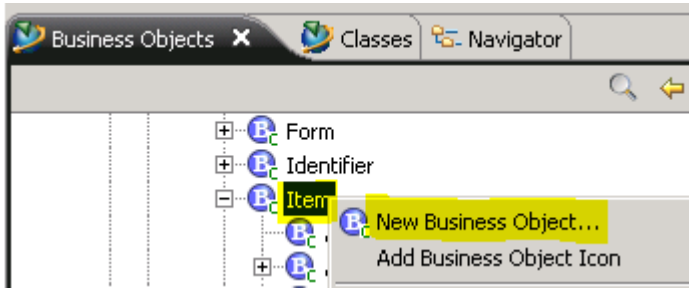 Business Objects Classes Navigator
Form
Identifier
Item
New Business Object...
Add Business Object Icon